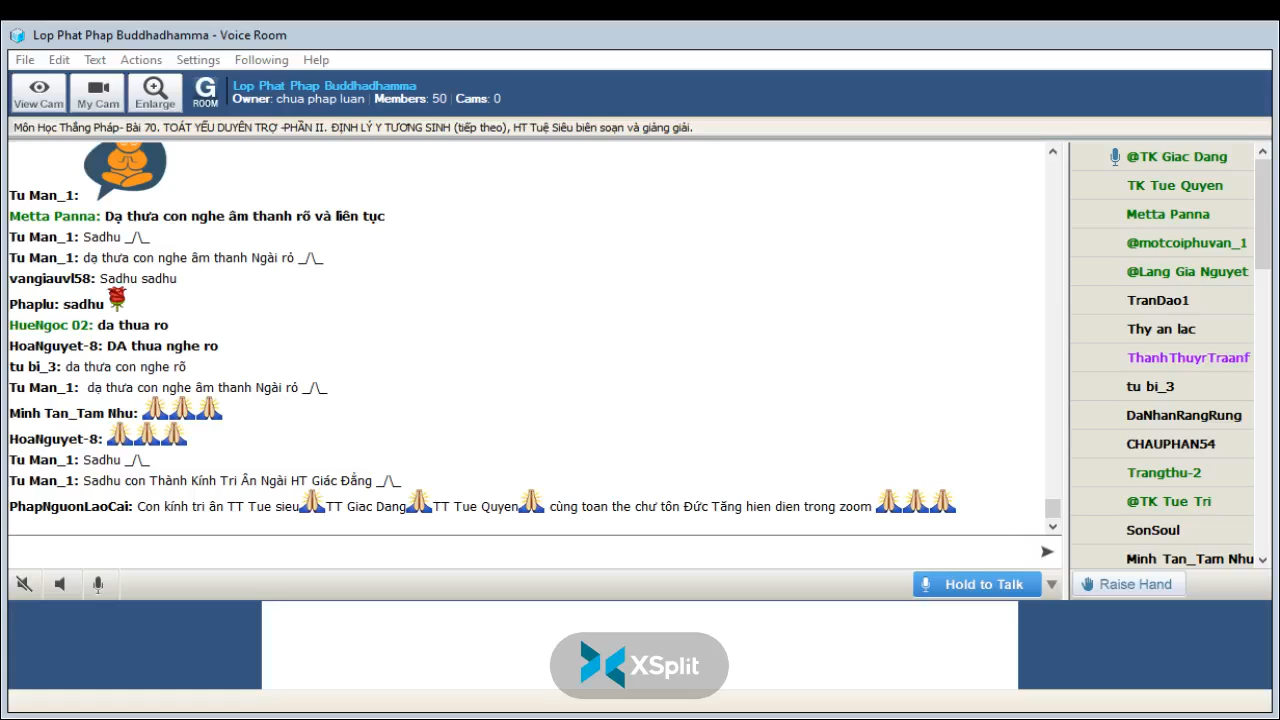 Lop Phat Phap Buddhadhamma - Voice Room
File Edit Text Actions Settings Following Help
View Cam My Cam Enlarge G ROOM
Lop Phat Phap Buddhadhamma
Owner: chua phap luan | Members: 50 | Cams: 0
Môn Học Thắng Pháp- Bài 70. TOÁT YẾU DUYÊN TRỢ -PHẦN II. ĐỊNH LÝ Y TƯƠNG SINH (tiếp theo), HT Tuệ Siêu biên soạn và giảng giải.
Tu Man_1:
Metta Panna: Dạ thưa con nghe âm thanh rõ và liên tục
Tu Man_1: Sadhu _/\_
Tu Man_1: dạ thưa con nghe âm thanh Ngài rỏ _/\_
vangiauvl58: Sadhu sadhu
Phaplu: sadhu
HueNgoc 02: da thua ro
HoaNguyet-8: DA thua nghe ro
tu bi_3: da thưa con nghe rõ
Tu Man_1: dạ thưa con nghe âm thanh Ngài rỏ _/\_
Minh Tan_Tam Nhu:
HoaNguyet-8:
Tu Man_1: Sadhu _/\_
Tu Man_1: Sadhu con Thành Kính Tri Ân Ngài HT Giác Đẳng _/\_
PhapNguonLaoCai: Con kính tri ân TT Tue sieu TT Giac Dang TT Tue Quyen cùng toan the chư tôn Đức Tăng hien dien trong zoom
@TK Giac Dang
TK Tue Quyen
Metta Panna
@motcoiphuvan_1
@Lang Gia Nguyet
TranDao1
Thy an lac
ThanhThuyrTraanf
tu bi_3
DaNhanRangRung
CHAUPHAN54
Trangthu-2
@TK Tue Tri
SonSoul
Minh Tan_Tam Nhu
Hold to Talk
Raise Hand
XSplit